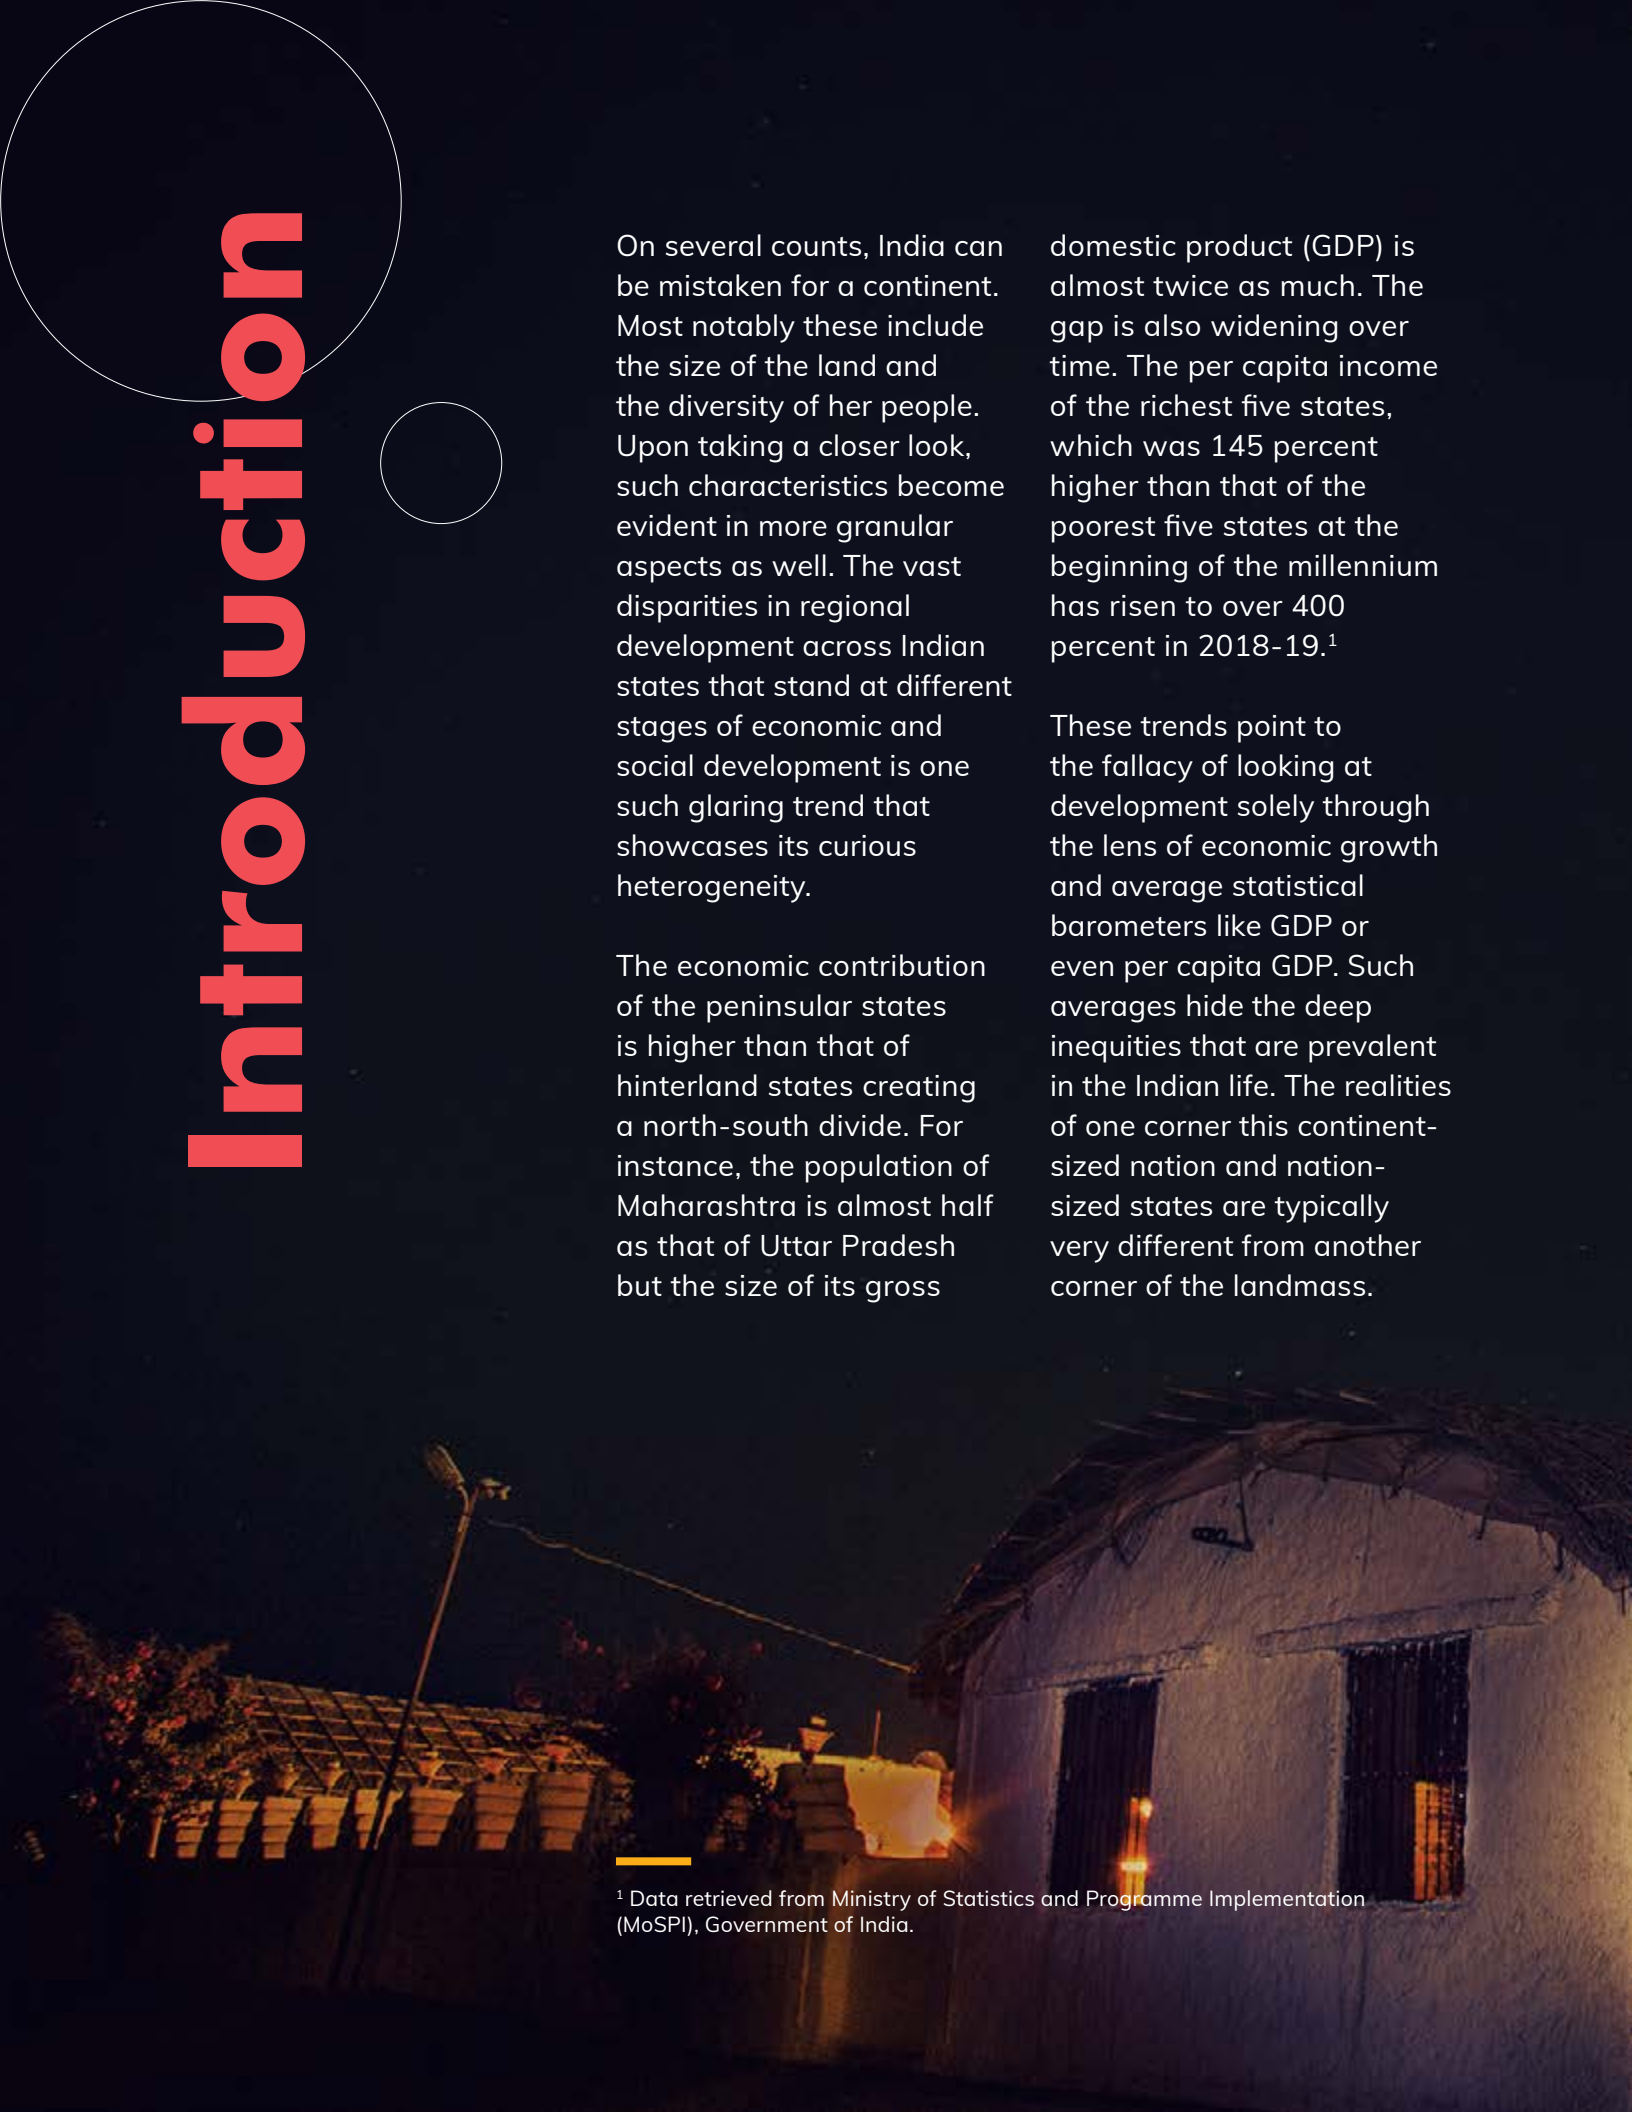 Introduction
On several counts, India can
be mistaken for a continent.
Most notably these include
the size of the land and
the diversity of her people.
Upon taking a closer look,
such characteristics become
evident in more granular
aspects as well. The vast
disparities in regional
development across Indian
states that stand at different
stages of economic and
social development is one
such glaring trend that
showcases its curious
heterogeneity.
The economic contribution
of the peninsular states
is higher than that of
hinterland states creating
a north-south divide. For
instance, the population of
Maharashtra is almost half
as that of Uttar Pradesh
but the size of its gross
domestic product (GDP) is
almost twice as much. The
gap is also widening over
time. The per capita income
of the richest five states,
which was 145 percent
higher than that of the
poorest five states at the
beginning of the millennium
has risen to over 400
percent in 2018-19.¹
These trends point to
the fallacy of looking at
development solely through
the lens of economic growth
and average statistical
barometers like GDP or
even per capita GDP. Such
averages hide the deep
inequities that are prevalent
in the Indian life. The realities
of one corner this continent-
sized nation and nation-
sized states are typically
very different from another
corner of the landmass.
¹ Data retrieved from Ministry of Statistics and Programme Implementation
(MoSPI), Government of India.